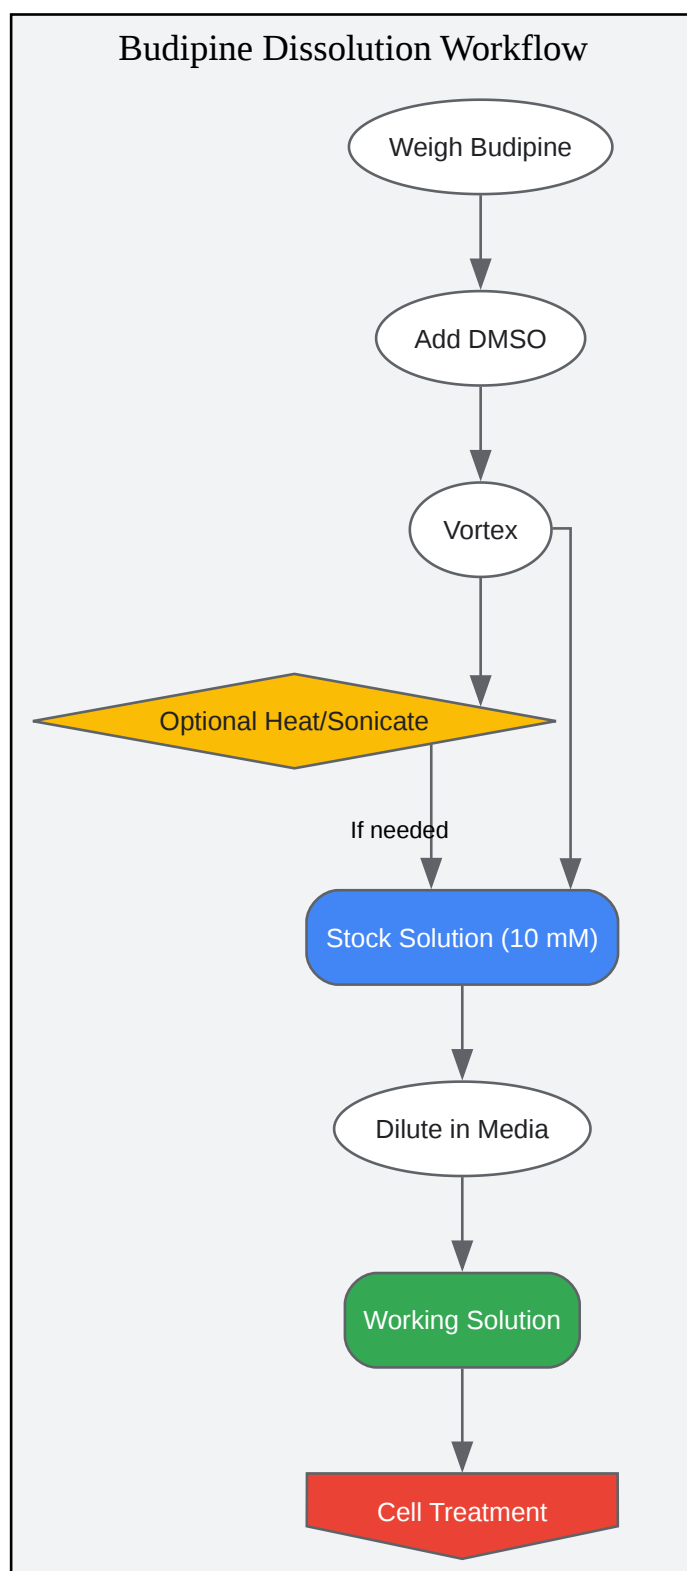 Budipine Dissolution Workflow
Weigh Budipine
Add DMSO
Vortex
Optional Heat/Sonicate
If needed
Stock Solution (10 mM)
Dilute in Media
Working Solution
Cell Treatment